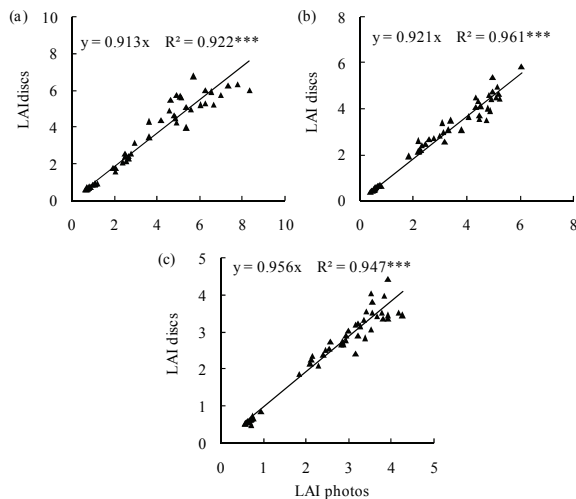 (a)
y = 0.913x R² = 0.922***
LAI discs
10
8
6
4
2
0
0 2 4 6 8 10
(b)
y = 0.921x R² = 0.961***
LAI discs
8
6
4
2
0
0 2 4 6 8
(c)
y = 0.956x R² = 0.947***
LAI discs
5
4
3
2
1
0
0 1 2 3 4 5
LAI photos